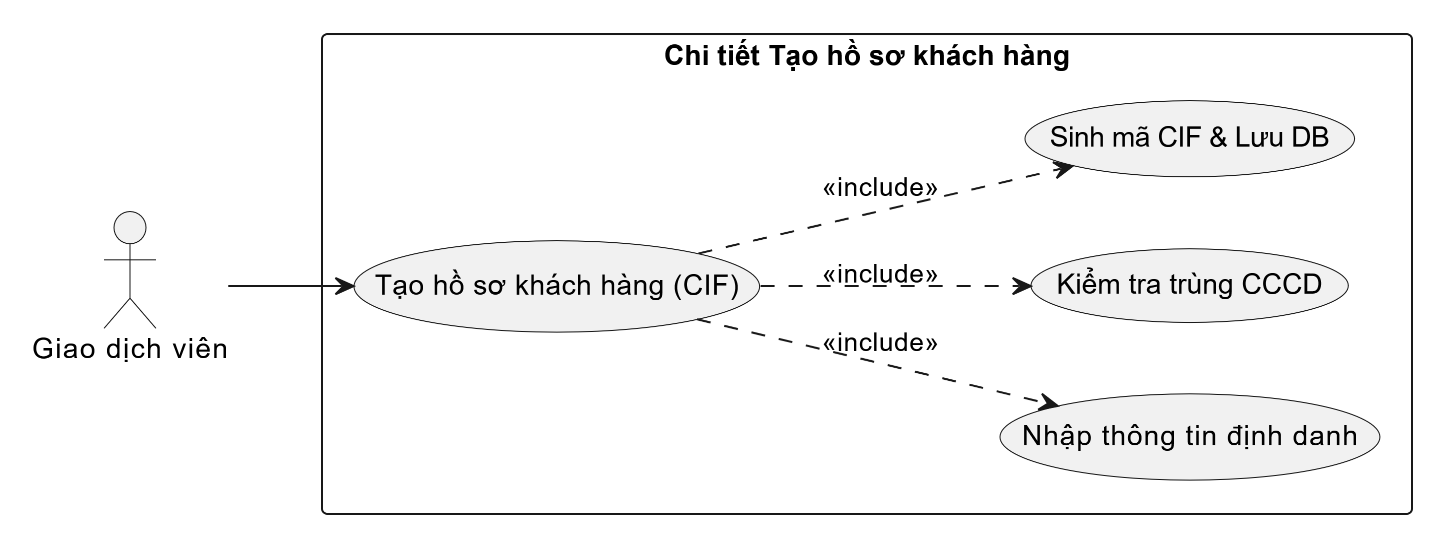 Chi tiết Tạo hồ sơ khách hàng
Sinh mã CIF & Lưu DB
«include»
Tạo hồ sơ khách hàng (CIF)
«include»
Kiểm tra trùng CCCD
Giao dịch viên
«include»
Nhập thông tin định danh